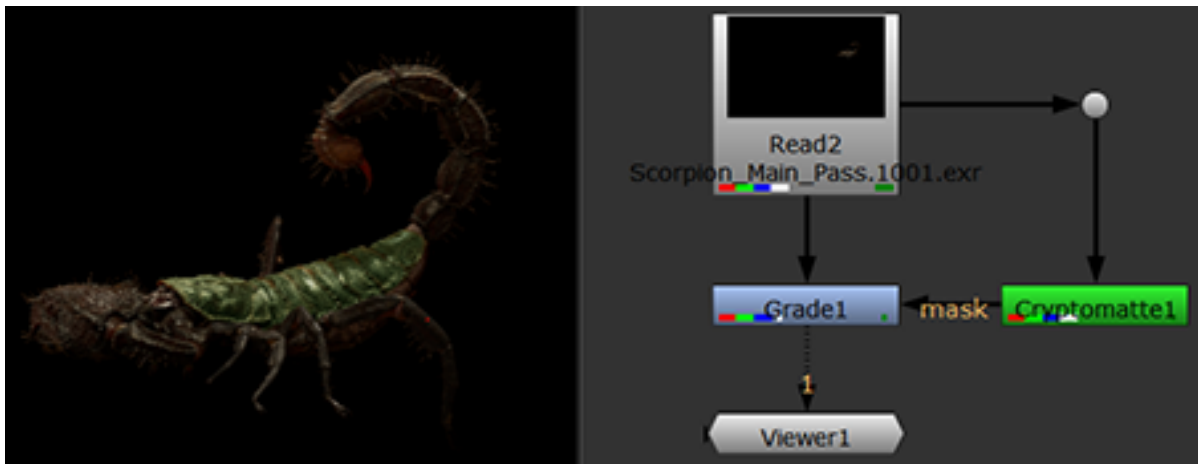 Read2
Scorpion_Main_Pass.1001.exr
Grade1
mask
Cryptomatte1
1
Viewer1